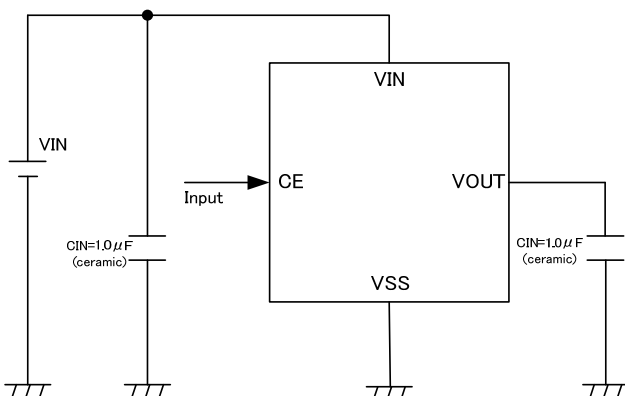 VIN
VIN
CE
VOUT
Input
CIN=1.0μF
(ceramic)
CIN=1.0μF
(ceramic)
VSS